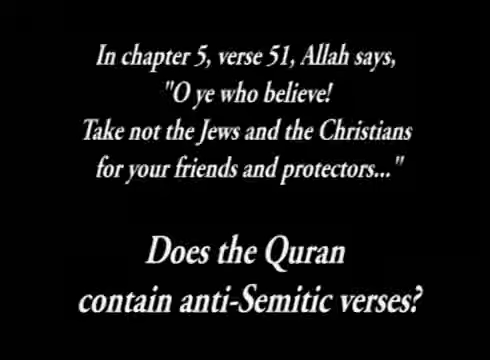 In chapter 5, verse 51, Allah says,
"O ye who believe!
Take not the Jews and the Christians
for your friends and protectors..."
Does the Quran
contain anti-Semitic verses?